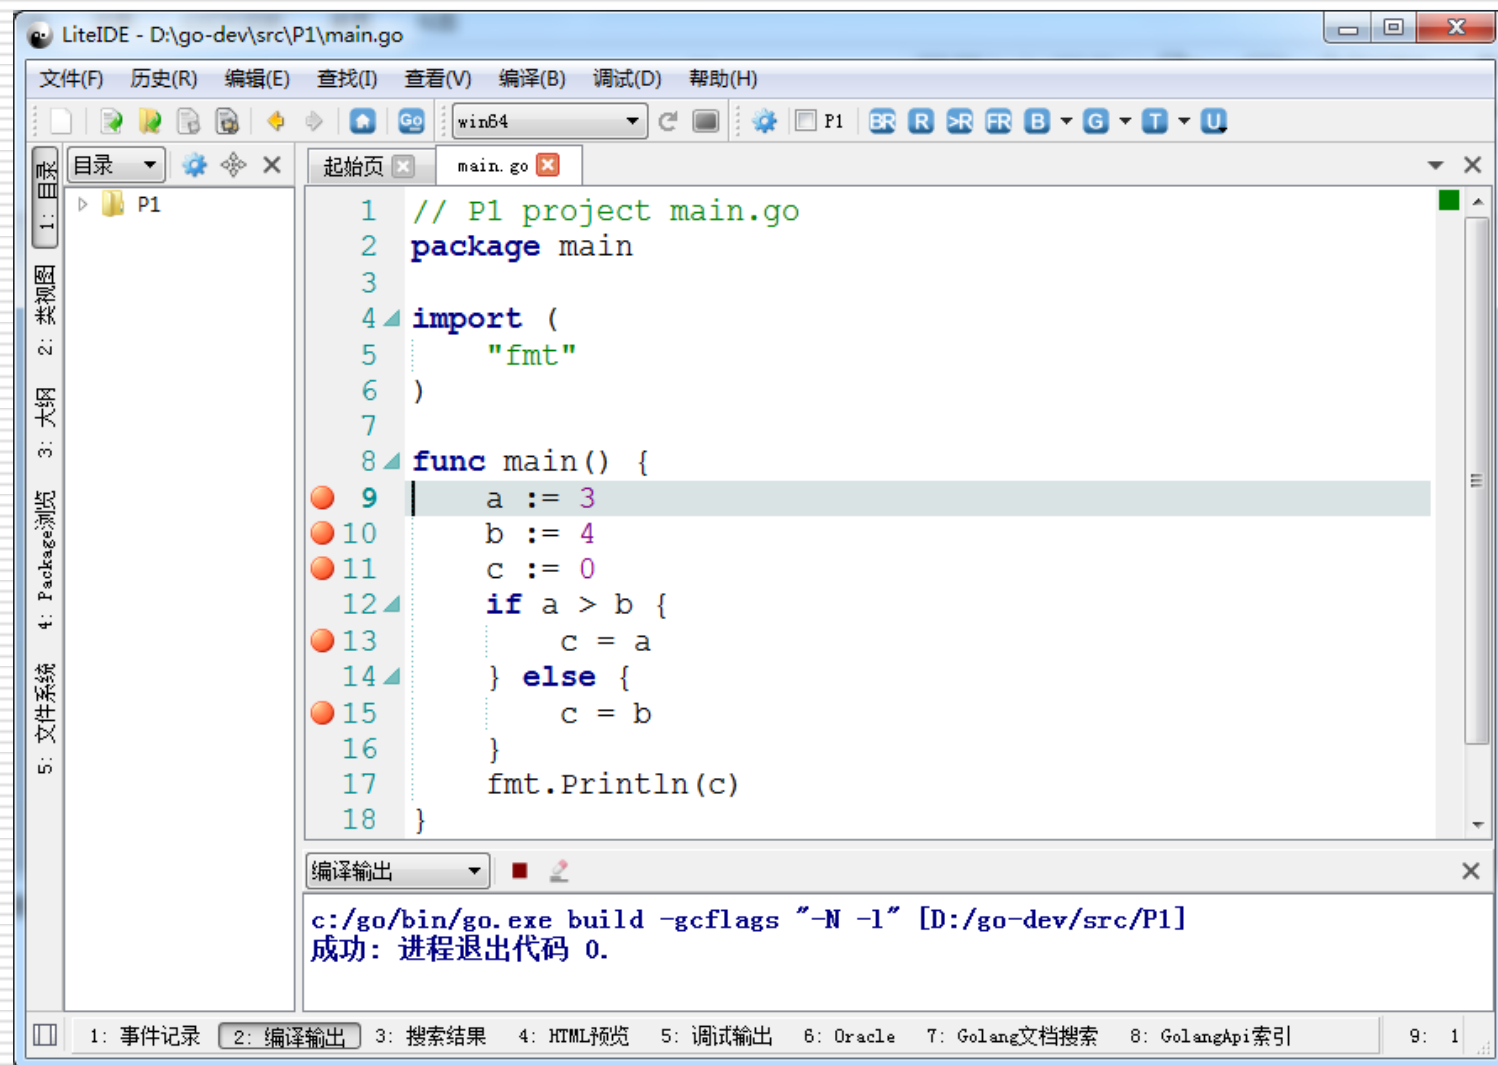 LiteIDE - D:\go-dev\src\P1\main.go
文件(F) 历史(R) 编辑(E) 查找(I) 查看(V) 编译(B) 调试(D) 帮助(H)
Go win64 P1 BR R >R FR B G T U
1: 目录
2: 类视图
3: 大纲
4: Package浏览
5: 文件系统
目录
P1
起始页 main.go
1 // P1 project main.go
2 package main
3
4 import (
5 "fmt"
6 )
7
8 func main() {
9 a := 3
10 b := 4
11 c := 0
12 if a > b {
13 c = a
14 } else {
15 c = b
16 }
17 fmt.Println(c)
18 }
编译输出
c:/go/bin/go.exe build -gcflags "-N -l" [D:/go-dev/src/P1]
成功: 进程退出代码 0.
1: 事件记录 2: 编译输出 3: 搜索结果 4: HTML预览 5: 调试输出 6: Oracle 7: Golang文档搜索 8: GolangApi索引 9: 1